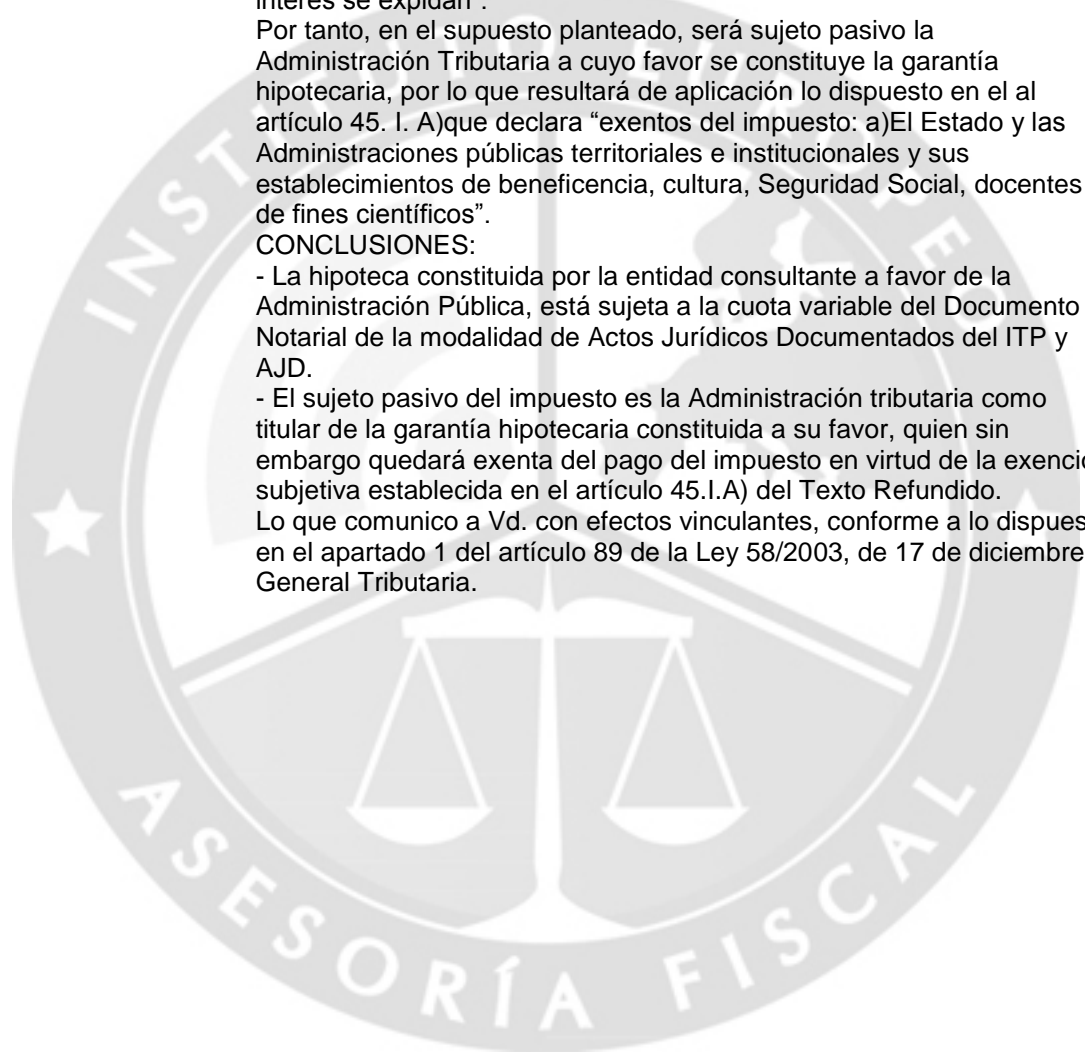 interés se expidan".
Por tanto, en el supuesto planteado, será sujeto pasivo la
Administración Tributaria a cuyo favor se constituye la garantía
hipotecaria, por lo que resultará de aplicación lo dispuesto en el al
artículo 45. I. A)que declara “exentos del impuesto: a)El Estado y las
Administraciones públicas territoriales e institucionales y sus
establecimientos de beneficencia, cultura, Seguridad Social, docentes
de fines científicos”.
CONCLUSIONES:
- La hipoteca constituida por la entidad consultante a favor de la
Administración Pública, está sujeta a la cuota variable del Documento
Notarial de la modalidad de Actos Jurídicos Documentados del ITP y
AJD.
- El sujeto pasivo del impuesto es la Administración tributaria como
titular de la garantía hipotecaria constituida a su favor, quien sin
embargo quedará exenta del pago del impuesto en virtud de la exenció
subjetiva establecida en el artículo 45.I.A) del Texto Refundido.
Lo que comunico a Vd. con efectos vinculantes, conforme a lo dispues
en el apartado 1 del artículo 89 de la Ley 58/2003, de 17 de diciembre
General Tributaria.
INSTITUTO EUROPEO
ASESORÍA FISCAL